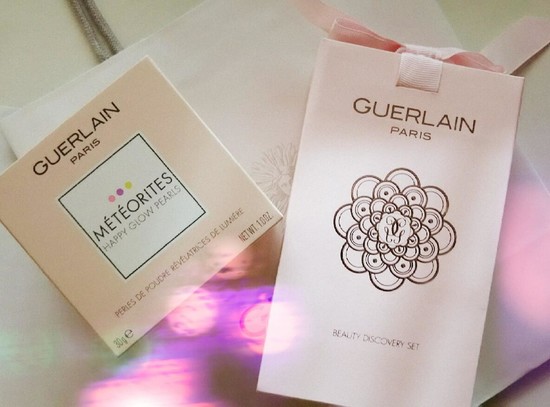 GUERLAIN
PARIS
MÉTÉORITES
HAPPY GLOW PEARLS
PERLES DE POUDRE RÉVÉLATRICES DE LUMIÈRE
30g ℮
NET WT. 1.0 OZ.
GUERLAIN
PARIS
BEAUTY DISCOVERY SET